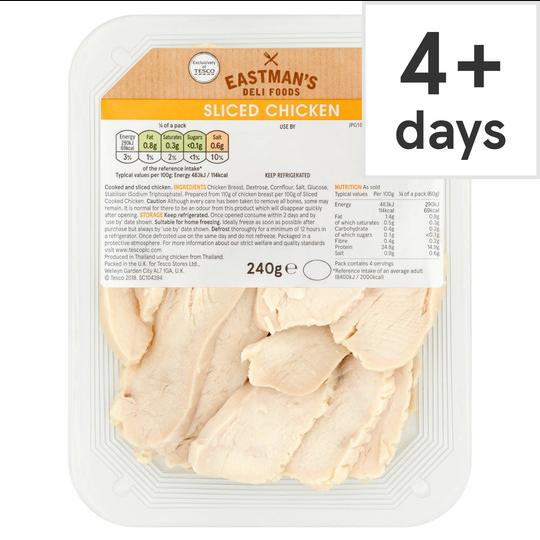 4+
days
Exclusively
at
TESCO
EASTMAN'S
DELI FOODS
SLICED CHICKEN
¼ of a pack
USE BY
JPG10
Energy Fat Saturates Sugars Salt
290kJ
69kcal 0.8g 0.3g <0.1g 0.6g
3% 1% 2% <1% 10%
of the reference intake*
Typical values per 100g: Energy 483kJ / 114kcal
KEEP REFRIGERATED
Cooked and sliced chicken. INGREDIENTS Chicken Breast, Dextrose, Cornflour, Salt, Glucose,
Stabiliser (Sodium Triphosphate). Prepared from 110g of chicken breast per 100g of Sliced
Cooked Chicken. Caution Although every care has been taken to remove all bones, some may
remain. It is normal for there to be an odour from this product which will disappear quickly
after opening. STORAGE Keep refrigerated. Once opened consume within 2 days and by
'use by' date shown. Suitable for home freezing. Ideally freeze as soon as possible after
purchase but always by 'use by' date shown. Defrost thoroughly for a minimum of 12 hours in
a refrigerator. Once defrosted use on the same day and do not refreeze. Packaged in a
protective atmosphere. For more information about our strict welfare and quality standards
visit www.tescoplc.com
Produced in Thailand using chicken from Thailand.
Packed in the U.K. for Tesco Stores Ltd.,
Welwyn Garden City AL7 1GA, U.K.
© Tesco 2018. SC104394
240g ℮
NUTRITION As sold
Typical values Per 100g ¼ of a pack (60g)
Energy 483kJ 290kJ
114kcal 69kcal
Fat 1.4g 0.8g
of which saturates 0.5g 0.3g
Carbohydrate 0.4g 0.2g
of which sugars 0.1g <0.1g
Fibre 0.4g 0.2g
Protein 24.8g 14.9g
Salt 0.9g 0.6g
Pack contains 4 servings
*Reference intake of an average adult
(8400kJ / 2000kcal)